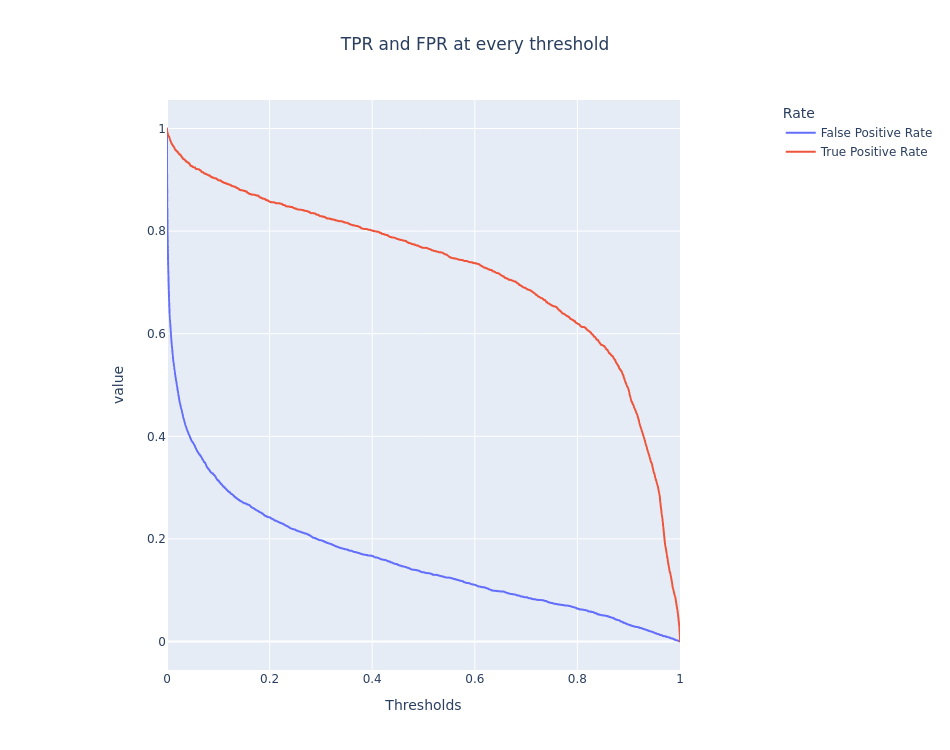 TPR and FPR at every threshold
Rate
False Positive Rate
True Positive Rate
value
1
0.8
0.6
0.4
0.2
0
0 0.2 0.4 0.6 0.8 1
Thresholds